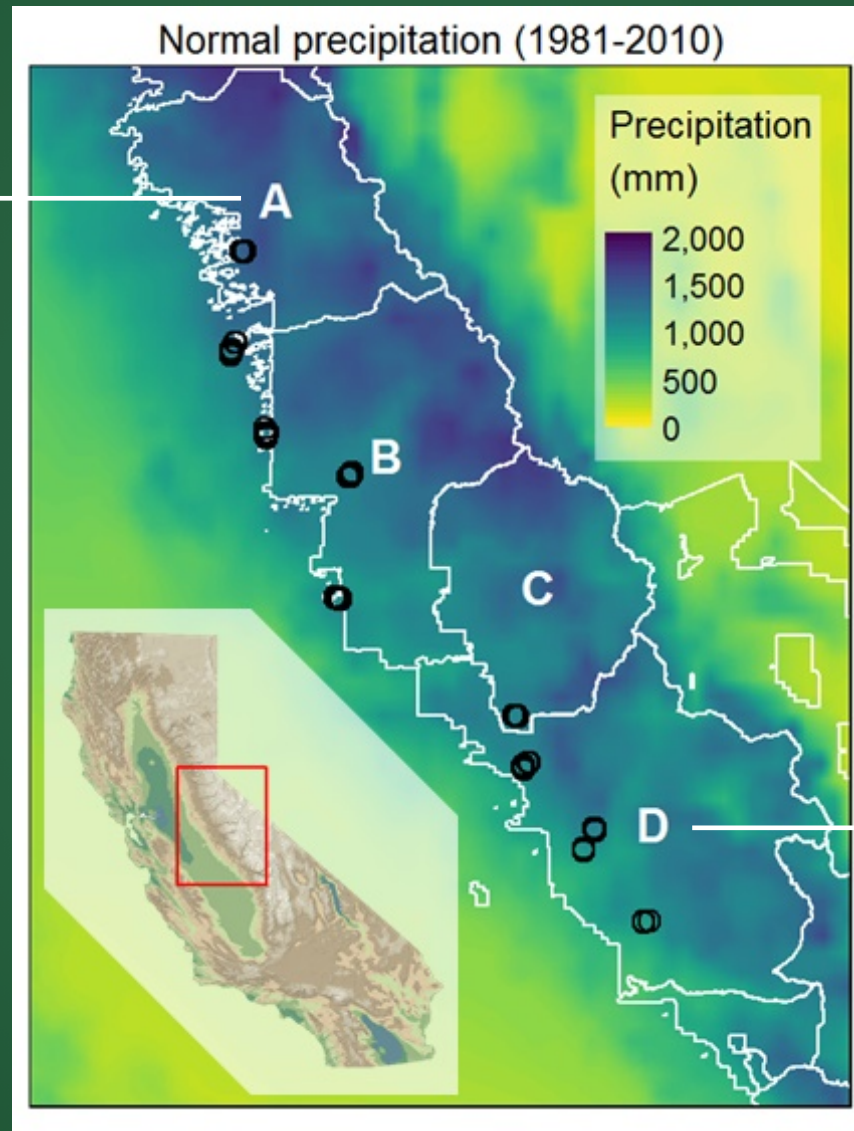 Normal precipitation (1981-2010)
Precipitation
(mm)
2,000
1,500
1,000
500
0
A
B
C
D